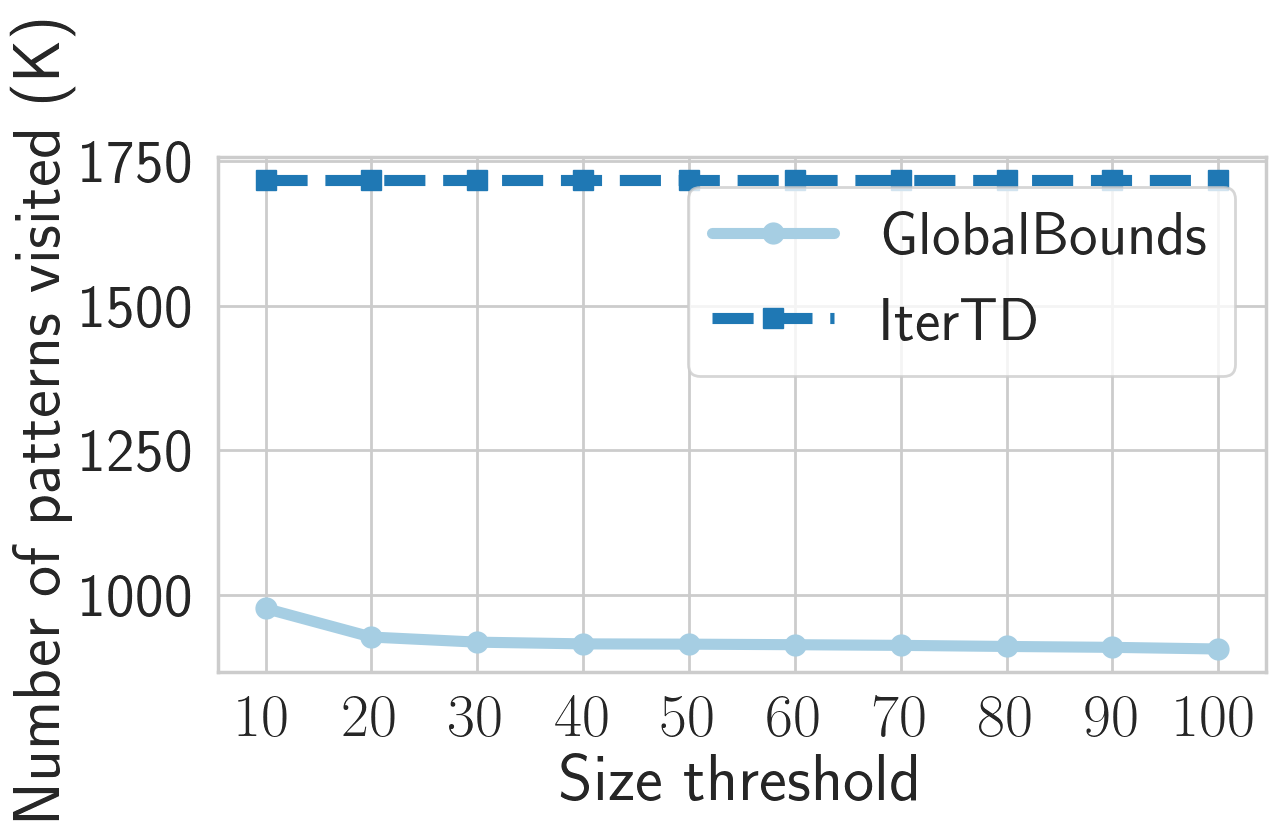 Number of patterns visited (K)
1750
1500
1250
1000
GlobalBounds
IterTD
10 20 30 40 50 60 70 80 90 100
Size threshold